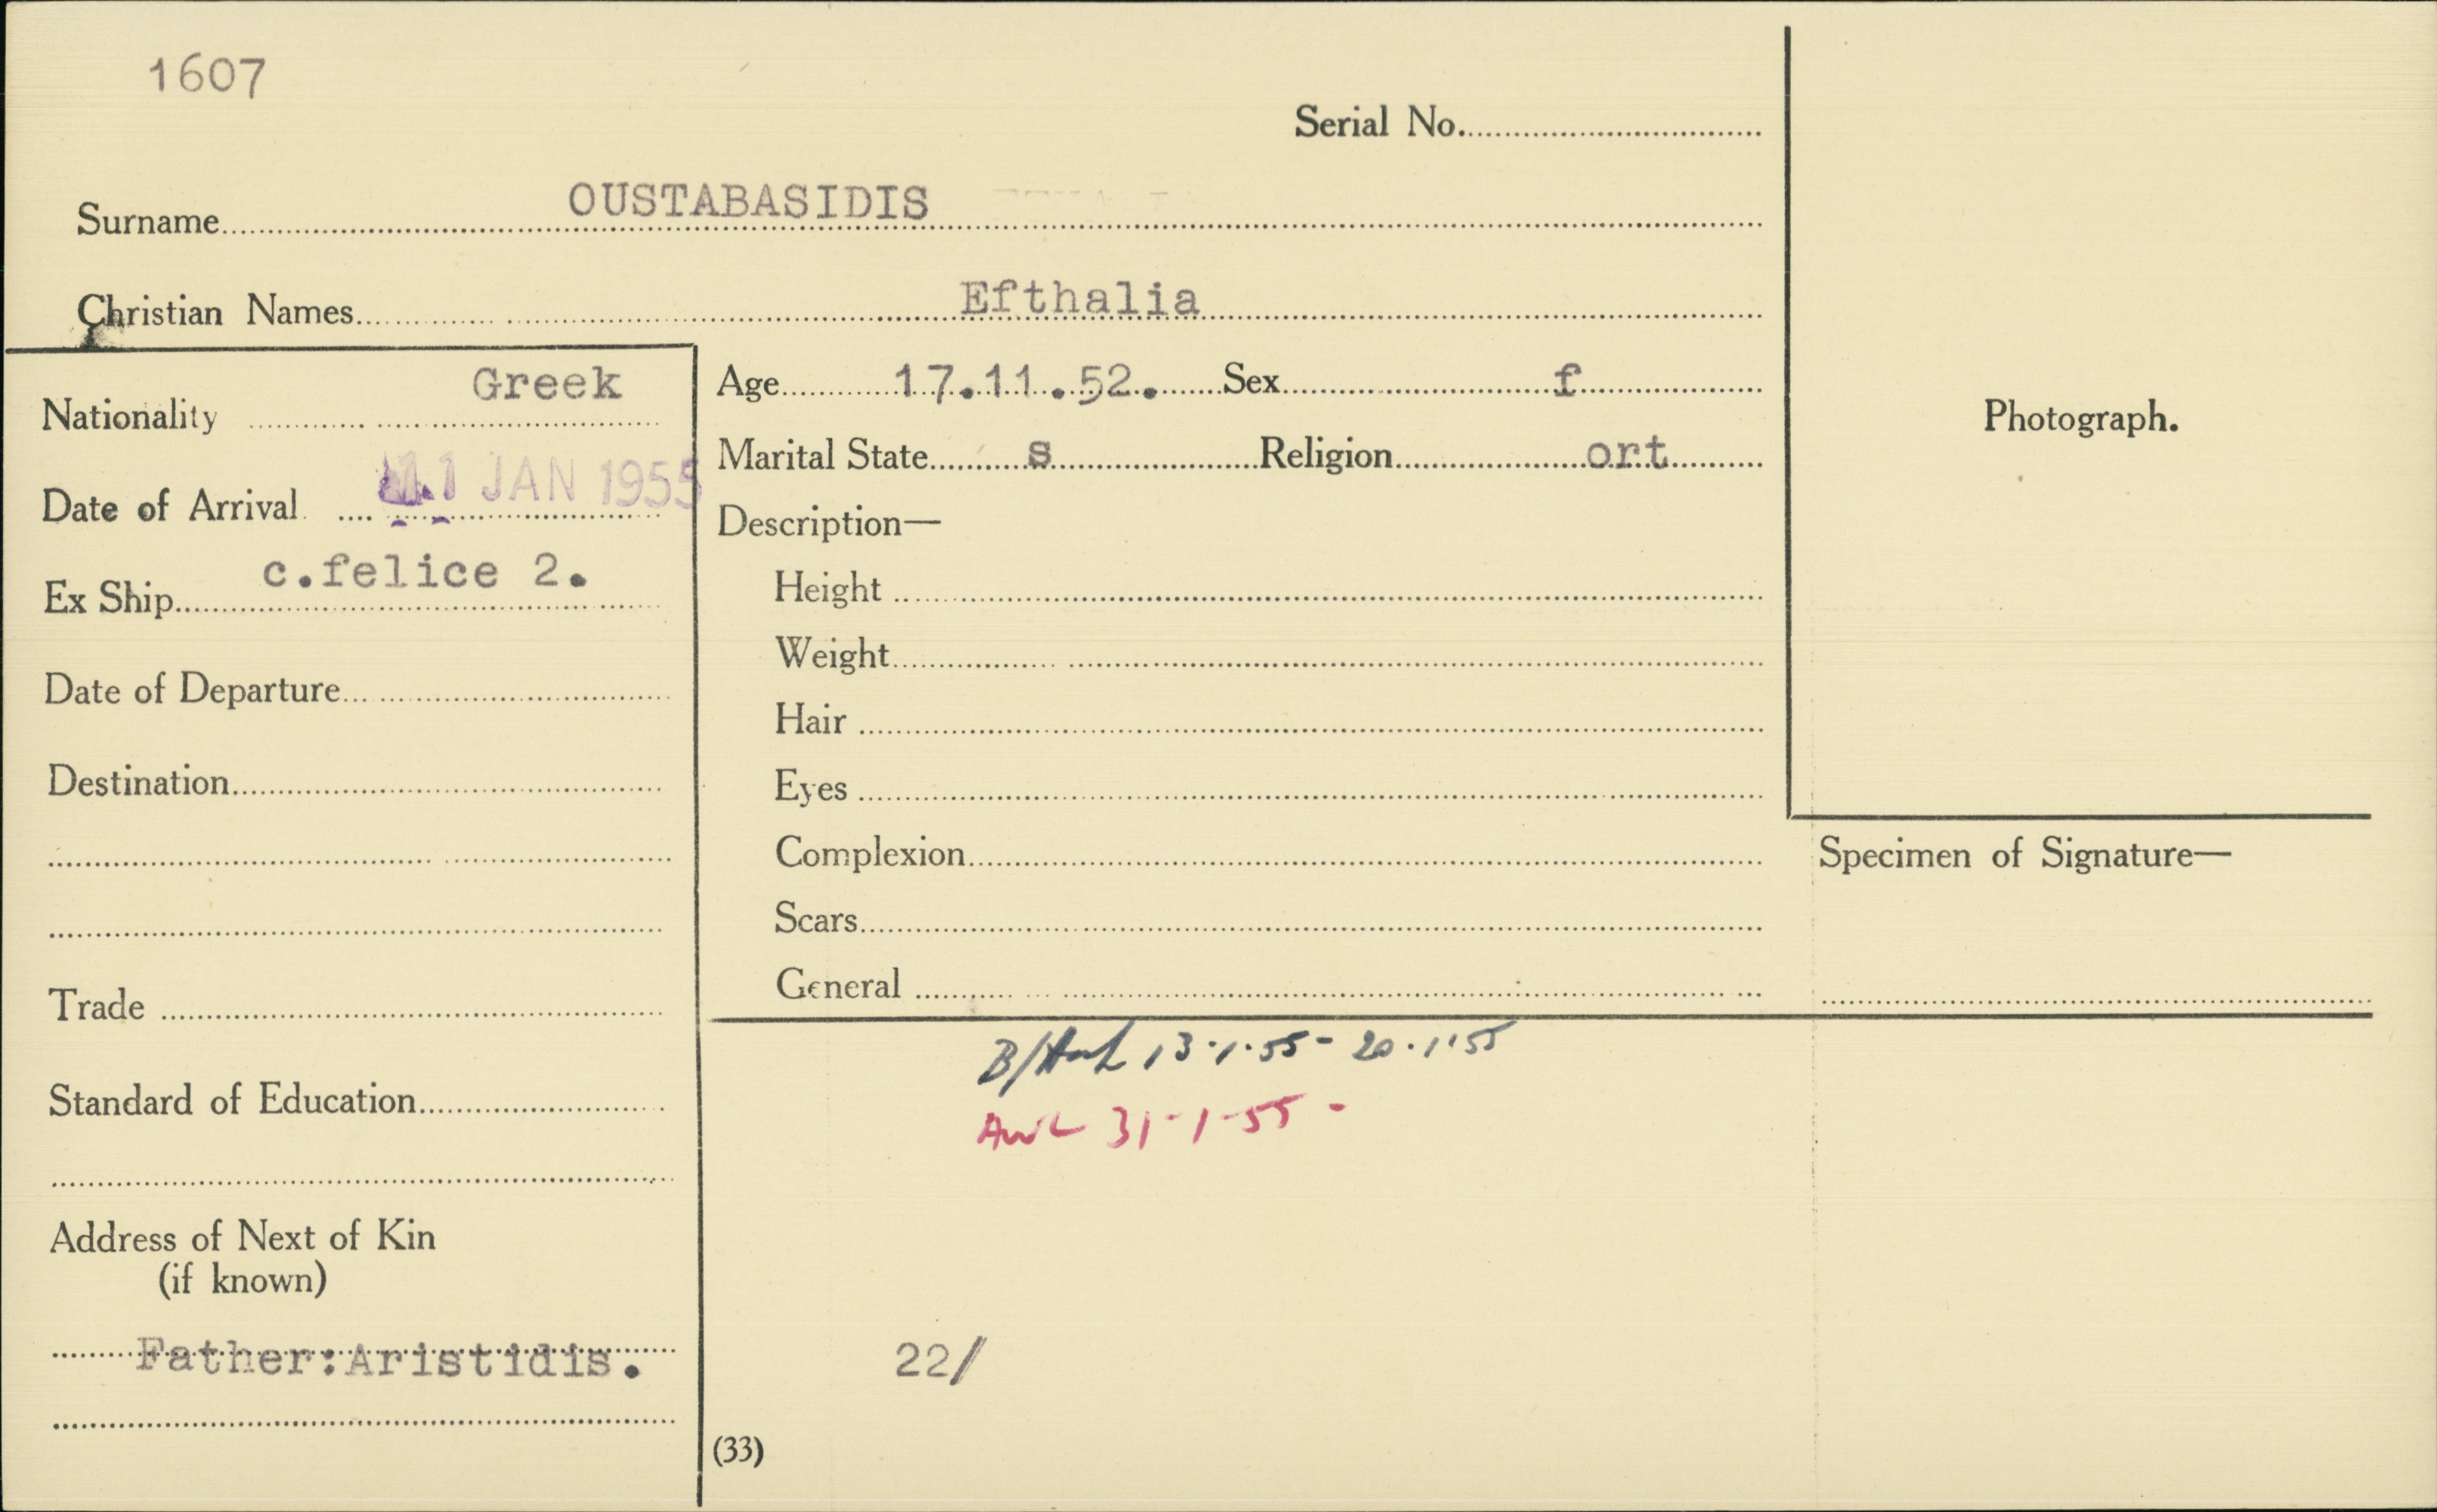 1607
Serial No.
Surname OUSTABASIDIS
Christian Names Efthalia
Nationality Greek
Date of Arrival 11 JAN 1955
Ex Ship c.felice 2.
Date of Departure
Destination
Trade
Standard of Education
Address of Next of Kin
(if known)
Father:Aristidis.
Age 17.11.52. Sex f
Marital State s Religion ort
Description—
Height
Weight
Hair
Eyes
Complexion
Scars
General
Photograph.
Specimen of Signature—
13.1.55 - 20.1.55
31-1-55 -
22/
(33)